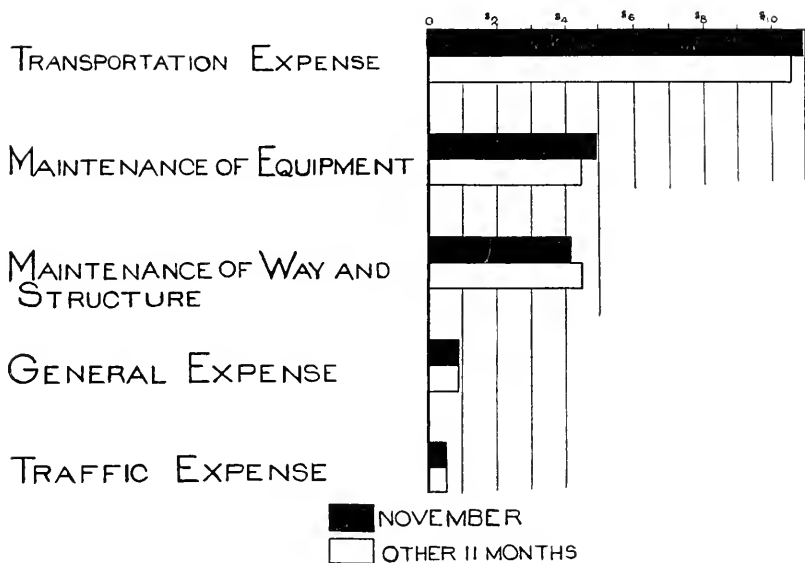 0 $2 $4 $6 $8 $10
TRANSPORTATION EXPENSE
MAINTENANCE OF EQUIPMENT
MAINTENANCE OF WAY AND
STRUCTURE
GENERAL EXPENSE
TRAFFIC EXPENSE
NOVEMBER
OTHER 11 MONTHS